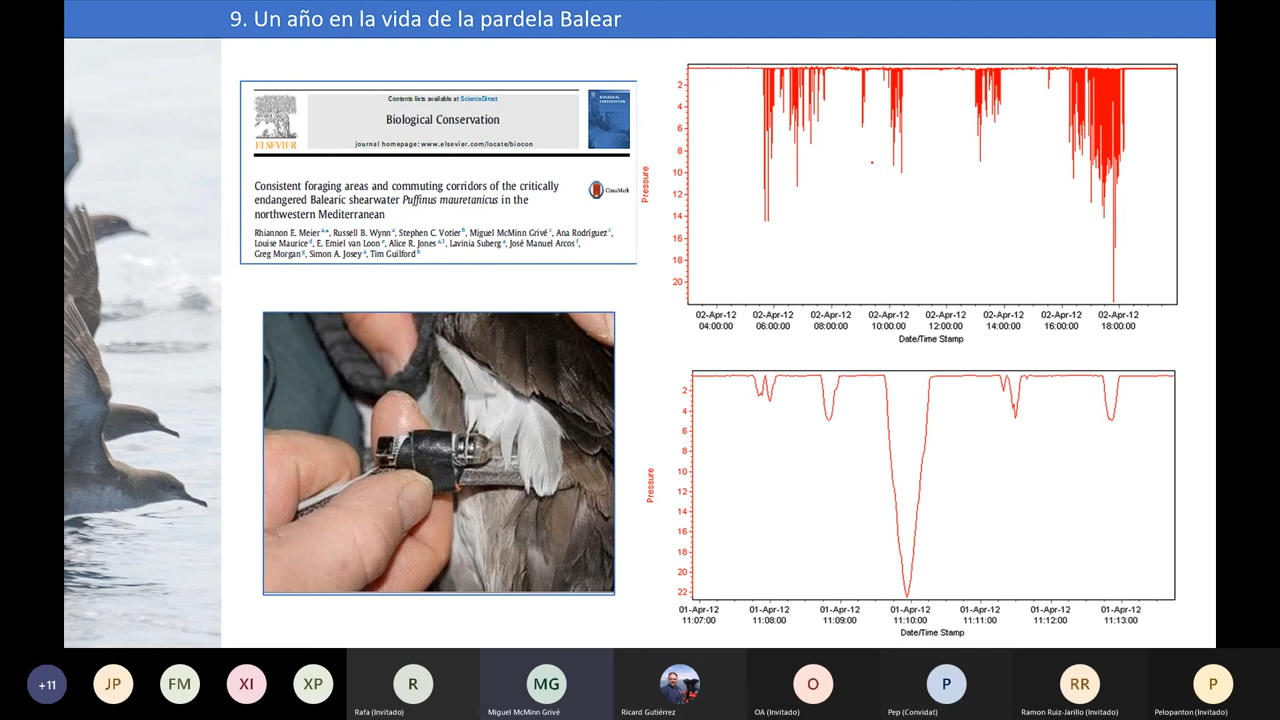 9. Un año en la vida de la pardela Balear
Contents lists available at ScienceDirect
BIOLOGICAL CONSERVATION
Biological Conservation
ELSEVIER
journal homepage: www.elsevier.com/locate/biocon
Consistent foraging areas and commuting corridors of the critically
endangered Balearic shearwater Puffinus mauretanicus in the
northwestern Mediterranean
CrossMark
Rhiannon E. Meier a,*, Russell B. Wynn a, Stephen C. Votier b, Miguel McMinn Grivé c, Ana Rodríguez c,
Louise Maurice d, E. Emiel van Loon e, Alice R. Jones a,1, Lavinia Suberg a, José Manuel Arcos f,
Greg Morgan g, Simon A. Josey a, Tim Guilford h
Pressure
2
4
6
8
10
12
14
16
18
20
02-Apr-12 02-Apr-12 02-Apr-12 02-Apr-12 02-Apr-12 02-Apr-12 02-Apr-12 02-Apr-12
04:00:00 06:00:00 08:00:00 10:00:00 12:00:00 14:00:00 16:00:00 18:00:00
Date/Time Stamp
Pressure
2
4
6
8
10
12
14
16
18
20
22
01-Apr-12 01-Apr-12 01-Apr-12 01-Apr-12 01-Apr-12 01-Apr-12 01-Apr-12
11:07:00 11:08:00 11:09:00 11:10:00 11:11:00 11:12:00 11:13:00
Date/Time Stamp
+11 JP FM XI XP R MG O P RR P
Rafa (Invitado) Miguel McMinn Grivé Ricard Gutiérrez OA (Invitado) Pep (Convidat) Ramon Ruiz-Jarillo (Invitado) Pelopanton (Invitado)